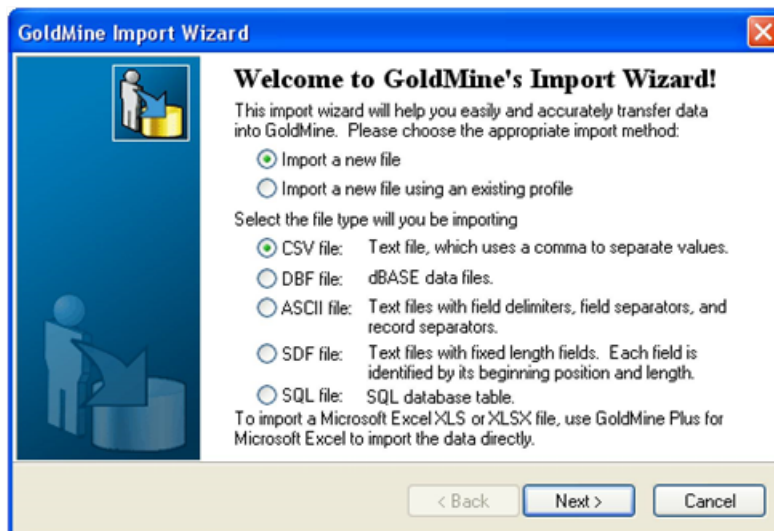 GoldMine Import Wizard
Welcome to GoldMine's Import Wizard!
This import wizard will help you easily and accurately transfer data
into GoldMine. Please choose the appropriate import method:
Import a new file
Import a new file using an existing profile
Select the file type will you be importing
CSV file: Text file, which uses a comma to separate values.
DBF file: dBASE data files.
ASCII file: Text files with field delimiters, field separators, and
record separators.
SDF file: Text files with fixed length fields. Each field is
identified by its beginning position and length.
SQL file: SQL database table.
To import a Microsoft Excel XLS or XLSX file, use GoldMine Plus for
Microsoft Excel to import the data directly.
< Back Next > Cancel